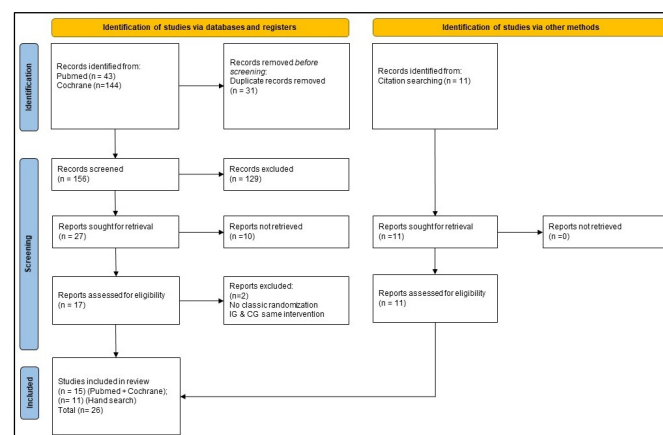 Identification of studies via databases and registers
Identification of studies via other methods
Identification
Records identified from:
Pubmed (n = 43)
Cochrane (n=144)
Records removed before
screening:
Duplicate records removed
(n = 31)
Records identified from:
Citation searching (n = 11)
Screening
Records screened
(n = 156)
Records excluded
(n = 129)
Reports sought for retrieval
(n = 27)
Reports not retrieved
(n =10)
Reports sought for retrieval
(n =11)
Reports not retrieved
(n =0)
Reports assessed for eligibility
(n = 17)
Reports excluded:
(n=2)
No classic randomization
IG & CG same intervention
Reports assessed for eligibility
(n = 11)
Included
Studies included in review
(n = 15) (Pubmed + Cochrane);
(n= 11) (Hand search)
Total (n= 26)